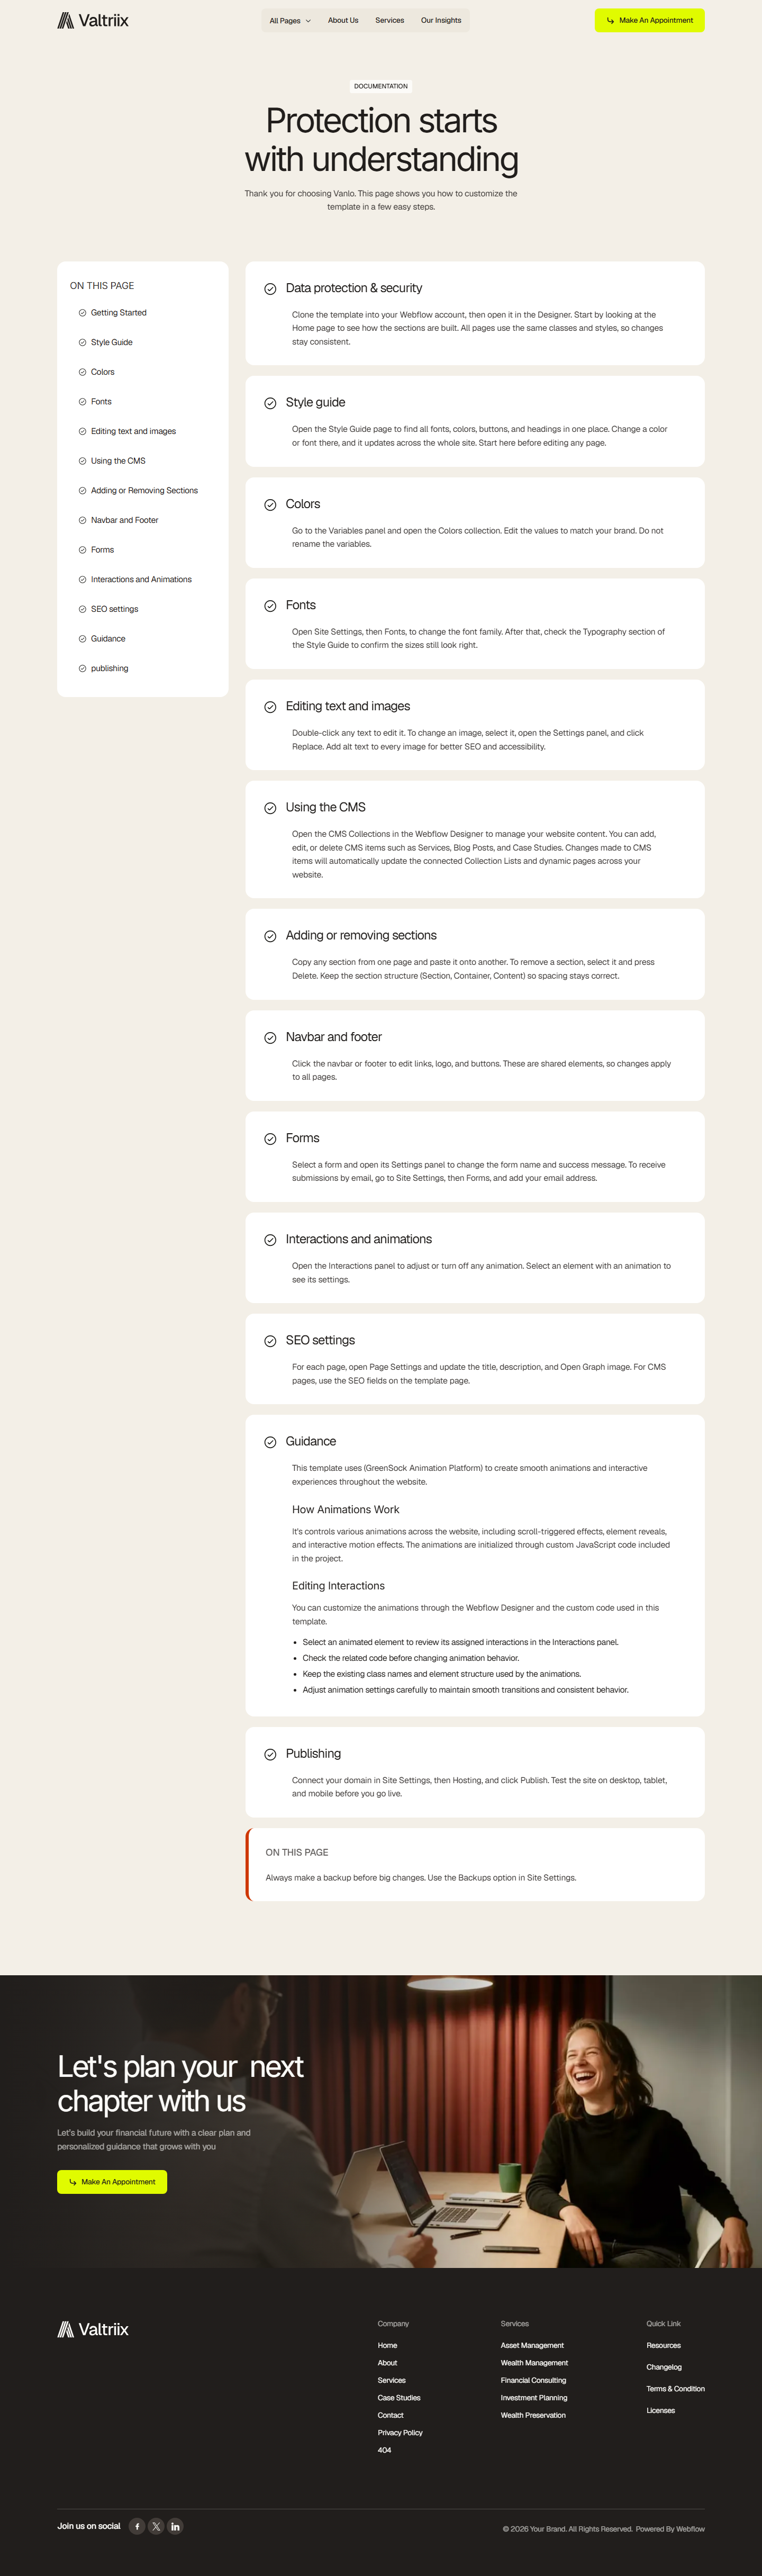 Valtriix
All Pages
About Us
Services
Our Insights
Make An Appointment
DOCUMENTATION
Protection starts
with understanding
Thank you for choosing Vanlo. This page shows you how to customize the
template in a few easy steps.
ON THIS PAGE
Getting Started
Style Guide
Colors
Fonts
Editing text and images
Using the CMS
Adding or Removing Sections
Navbar and Footer
Forms
Interactions and Animations
SEO settings
Guidance
publishing
Data protection & security
Clone the template into your Webflow account, then open it in the Designer. Start by looking at the
Home page to see how the sections are built. All pages use the same classes and styles, so changes
stay consistent.
Style guide
Open the Style Guide page to find all fonts, colors, buttons, and headings in one place. Change a color
or font there, and it updates across the whole site. Start here before editing any page.
Colors
Go to the Variables panel and open the Colors collection. Edit the values to match your brand. Do not
rename the variables.
Fonts
Open Site Settings, then Fonts, to change the font family. After that, check the Typography section of
the Style Guide to confirm the sizes still look right.
Editing text and images
Double-click any text to edit it. To change an image, select it, open the Settings panel, and click
Replace. Add alt text to every image for better SEO and accessibility.
Using the CMS
Open the CMS Collections in the Webflow Designer to manage your website content. You can add,
edit, or delete CMS items such as Services, Blog Posts, and Case Studies. Changes made to CMS
items will automatically update the connected Collection Lists and dynamic pages across your
website.
Adding or removing sections
Copy any section from one page and paste it onto another. To remove a section, select it and press
Delete. Keep the section structure (Section, Container, Content) so spacing stays correct.
Navbar and footer
Click the navbar or footer to edit links, logo, and buttons. These are shared elements, so changes apply
to all pages.
Forms
Select a form and open its Settings panel to change the form name and success message. To receive
submissions by email, go to Site Settings, then Forms, and add your email address.
Interactions and animations
Open the Interactions panel to adjust or turn off any animation. Select an element with an animation to
see its settings.
SEO settings
For each page, open Page Settings and update the title, description, and Open Graph image. For CMS
pages, use the SEO fields on the template page.
Guidance
This template uses (GreenSock Animation Platform) to create smooth animations and interactive
experiences throughout the website.
How Animations Work
It's controls various animations across the website, including scroll-triggered effects, element reveals,
and interactive motion effects. The animations are initialized through custom JavaScript code included
in the project.
Editing Interactions
You can customize the animations through the Webflow Designer and the custom code used in this
template.
Select an animated element to review its assigned interactions in the Interactions panel.
Check the related code before changing animation behavior.
Keep the existing class names and element structure used by the animations.
Adjust animation settings carefully to maintain smooth transitions and consistent behavior.
Publishing
Connect your domain in Site Settings, then Hosting, and click Publish. Test the site on desktop, tablet,
and mobile before you go live.
ON THIS PAGE
Always make a backup before big changes. Use the Backups option in Site Settings.
Let's plan your next
chapter with us
Let's build your financial future with a clear plan and
personalized guidance that grows with you
Make An Appointment
Valtriix
Company
Home
About
Services
Case Studies
Contact
Privacy Policy
404
Services
Asset Management
Wealth Management
Financial Consulting
Investment Planning
Wealth Preservation
Quick Link
Resources
Changelog
Terms & Condition
Licenses
Join us on social
© 2026 Your Brand. All Rights Reserved. Powered By Webflow